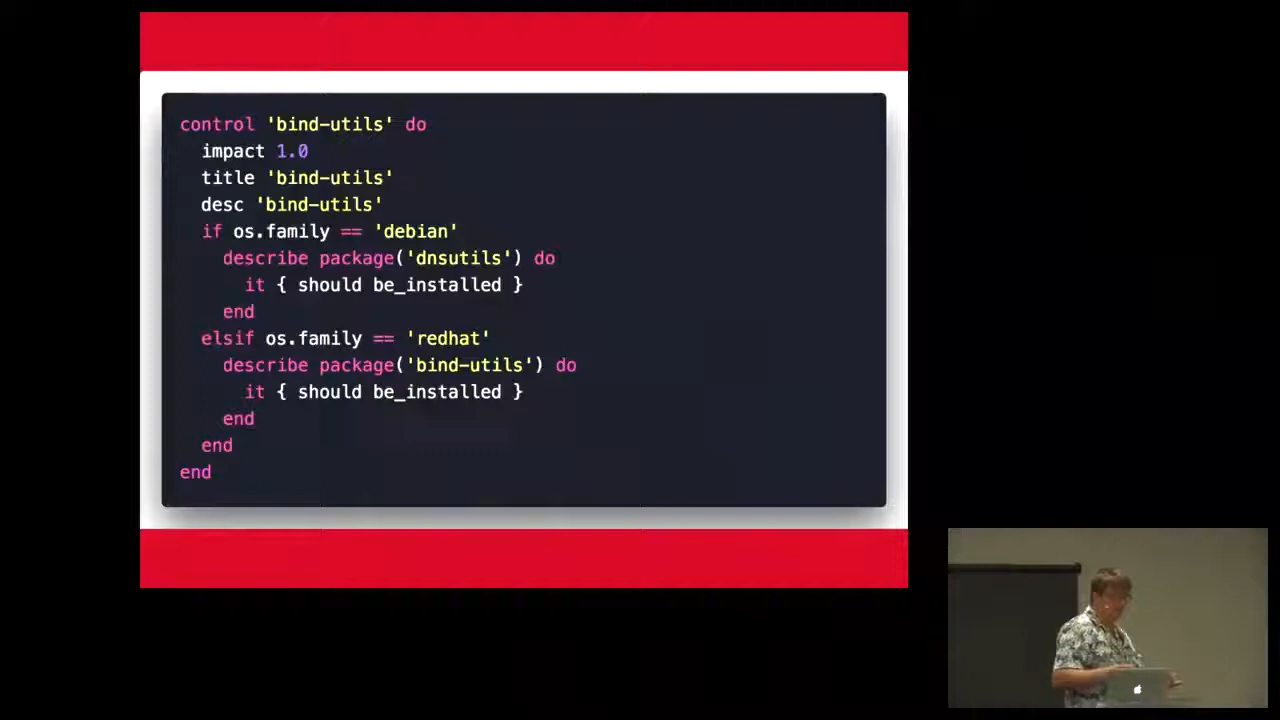 control 'bind-utils' do
impact 1.0
title 'bind-utils'
desc 'bind-utils'
if os.family == 'debian'
describe package('dnsutils') do
it { should be_installed }
end
elsif os.family == 'redhat'
describe package('bind-utils') do
it { should be_installed }
end
end
end